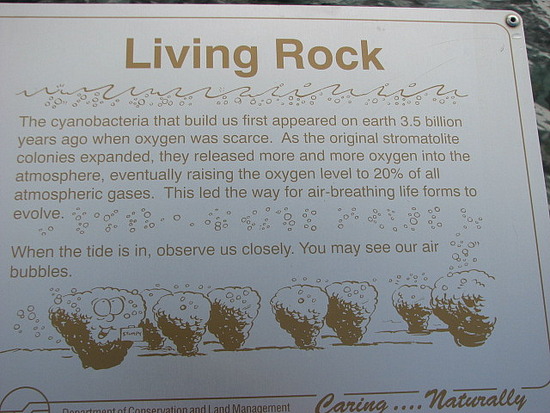 Living Rock
The cyanobacteria that build us first appeared on earth 3.5 billion
years ago when oxygen was scarce. As the original stromatolite
colonies expanded, they released more and more oxygen into the
atmosphere, eventually raising the oxygen level to 20% of all
atmospheric gases. This led the way for air-breathing life forms to
evolve.
When the tide is in, observe us closely. You may see our air
bubbles.
Department of Conservation and Land Management
Caring .... Naturally